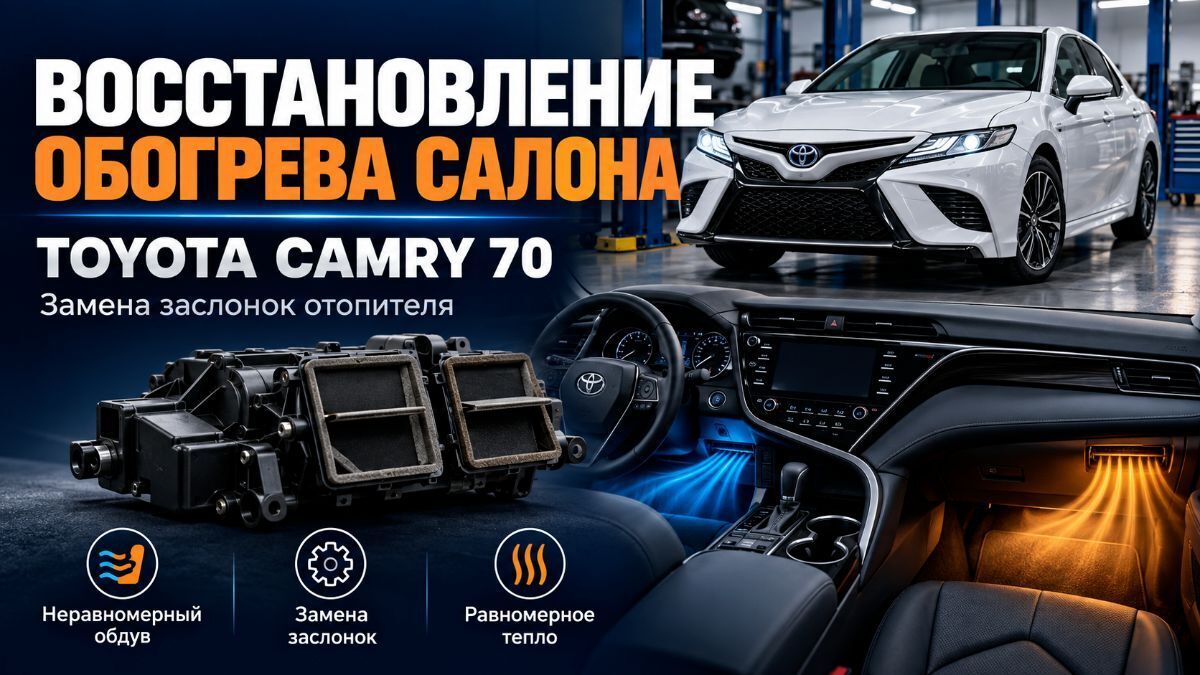 ВОССТАНОВЛЕНИЕ
ОБОГРЕВА САЛОНА
TOYOTA CAMRY 70
Замена заслонок отопителя
Неравномерный
обдув
Замена
заслонок
Равномерное
тепло